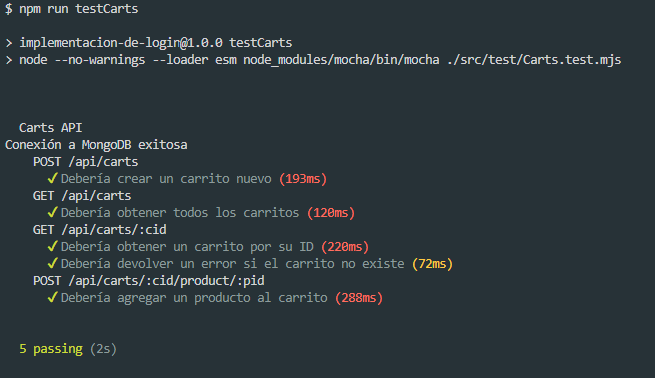 $ npm run testCarts
> implementacion-de-login@1.0.0 testCarts
> node --no-warnings --loader esm node_modules/mocha/bin/mocha ./src/test/Carts.test.mjs
Carts API
Conexión a MongoDB exitosa
POST /api/carts
✓ Debería crear un carrito nuevo (193ms)
GET /api/carts
✓ Debería obtener todos los carritos (120ms)
GET /api/carts/:cid
✓ Debería obtener un carrito por su ID (220ms)
✓ Debería devolver un error si el carrito no existe (72ms)
POST /api/carts/:cid/product/:pid
✓ Debería agregar un producto al carrito (288ms)
5 passing (2s)